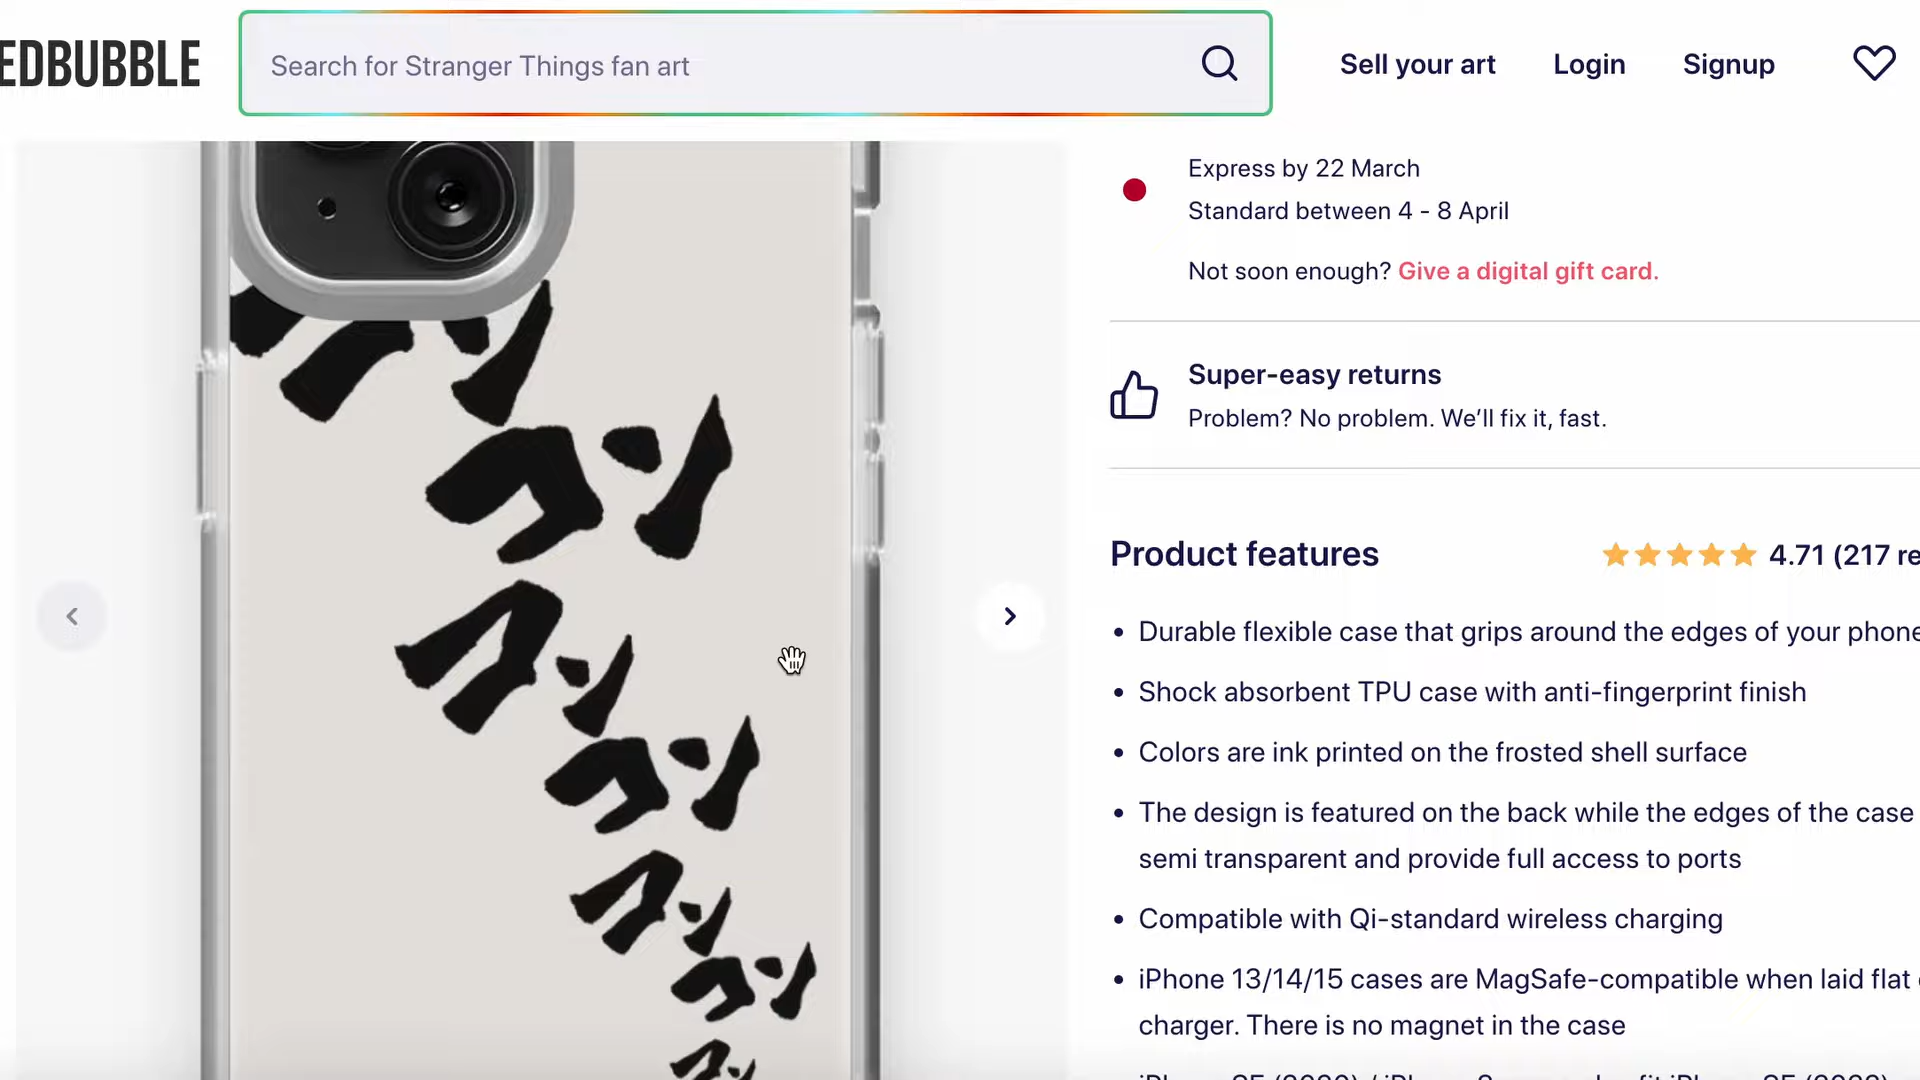 EDBUBBLE
Search for Stranger Things fan art
Sell your art
Login
Signup
Express by 22 March
Standard between 4 - 8 April
Not soon enough? Give a digital gift card.
Super-easy returns
Problem? No problem. We’ll fix it, fast.
Product features
4.71 (217 re
• Durable flexible case that grips around the edges of your phone
• Shock absorbent TPU case with anti-fingerprint finish
• Colors are ink printed on the frosted shell surface
• The design is featured on the back while the edges of the case
semi transparent and provide full access to ports
• Compatible with Qi-standard wireless charging
• iPhone 13/14/15 cases are MagSafe-compatible when laid flat
charger. There is no magnet in the case
コン
コン
コン
コン
コン